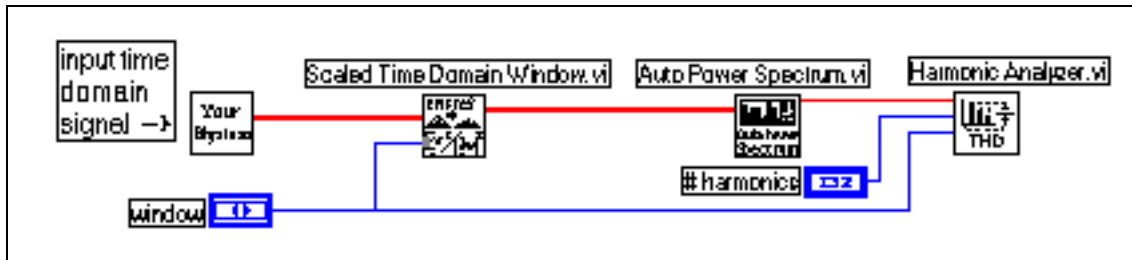 input time
domain
signal →
Scaled Time Domain Window.vi
Auto Power Spectrum.vi
Harmonic Analyzer.vi
Your
System
Auto Power
Spectrum
THD
# harmonics
I32
window